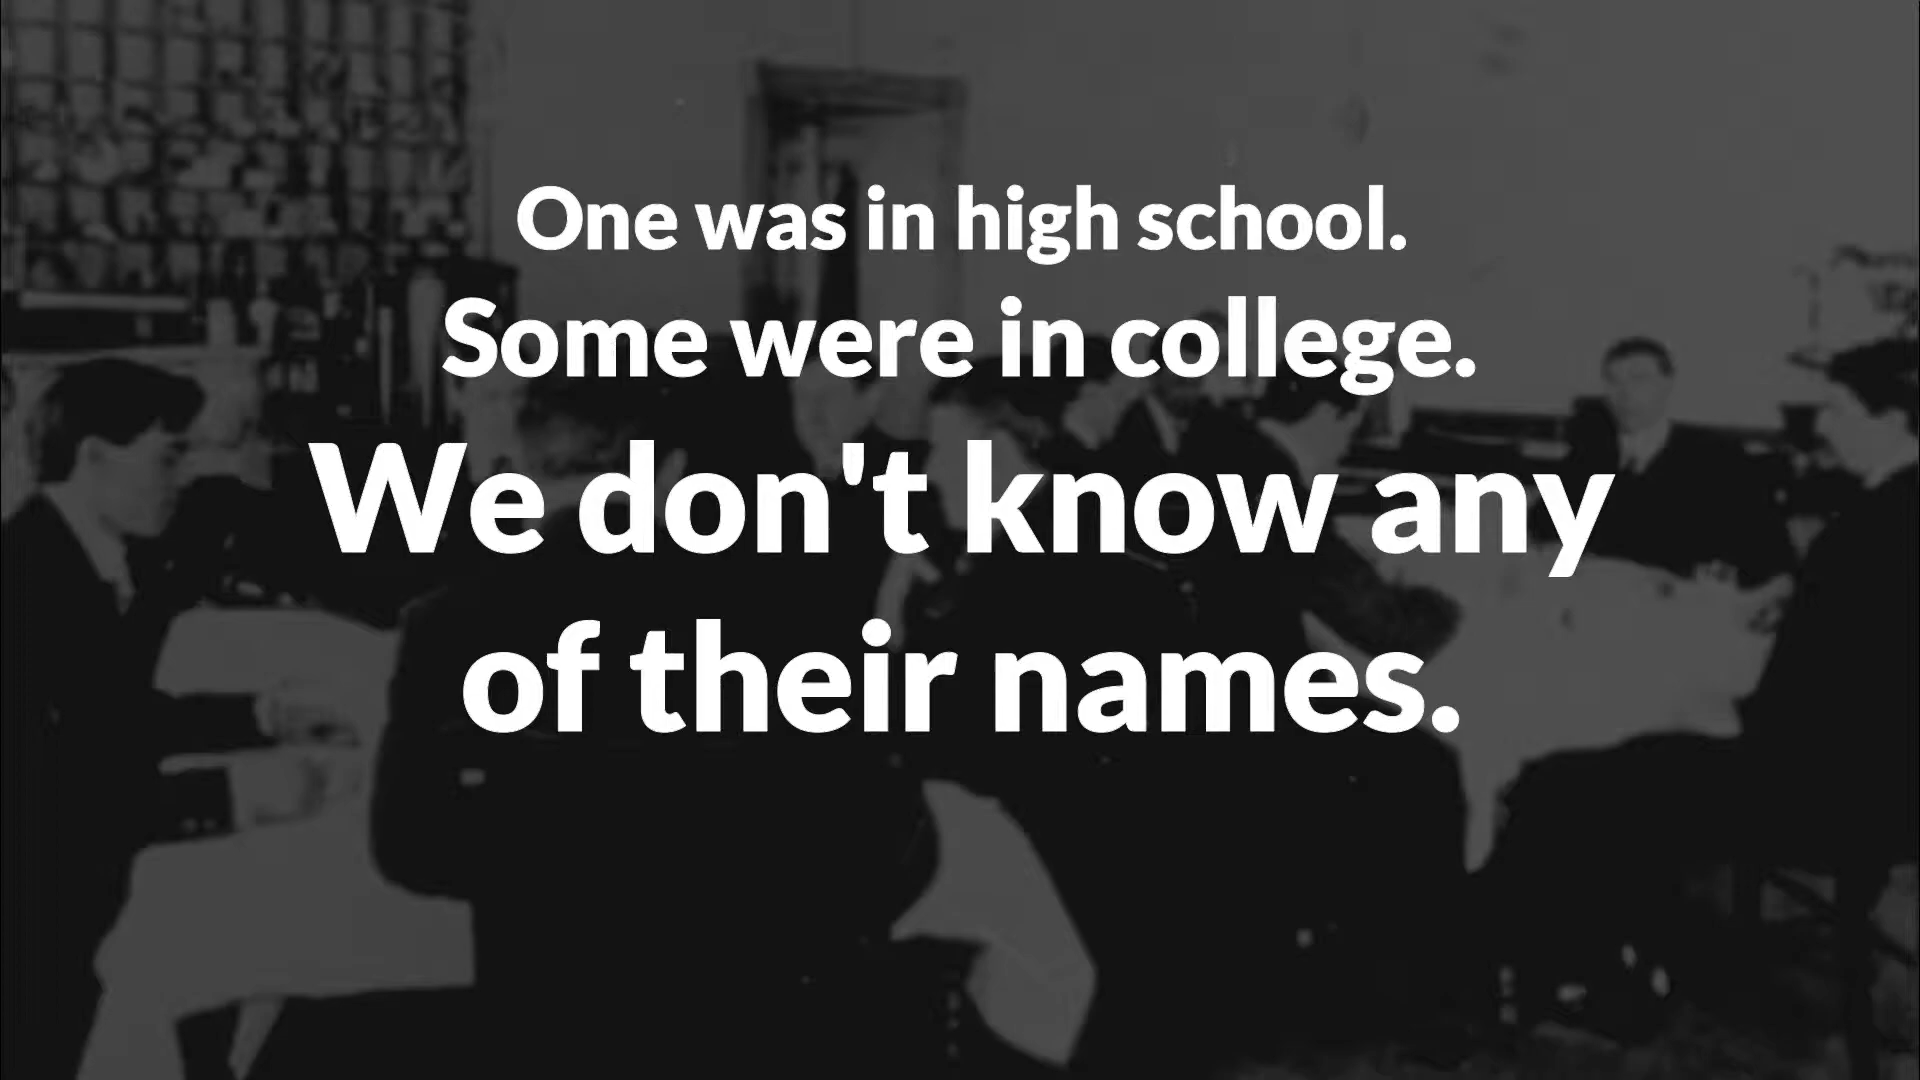 One was in high school.
Some were in college.
We don't know any
of their names.